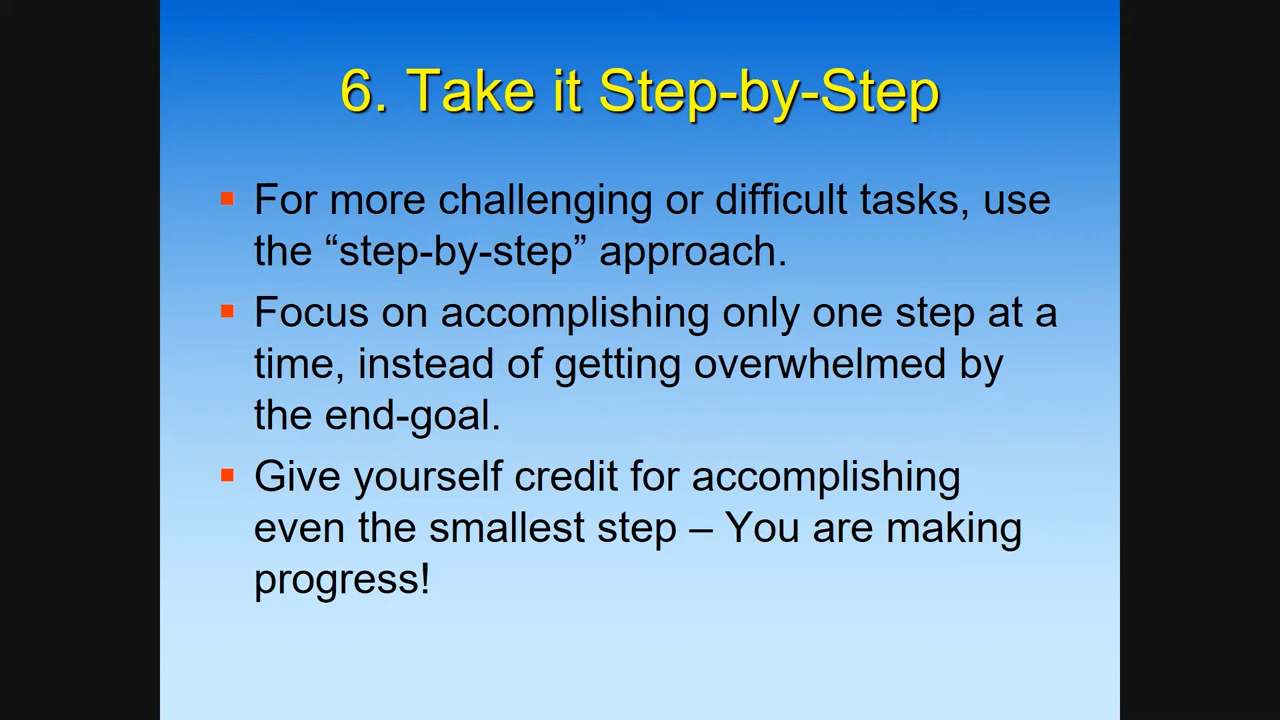 6. Take it Step-by-Step
For more challenging or difficult tasks, use
the “step-by-step” approach.
Focus on accomplishing only one step at a
time, instead of getting overwhelmed by
the end-goal.
Give yourself credit for accomplishing
even the smallest step – You are making
progress!